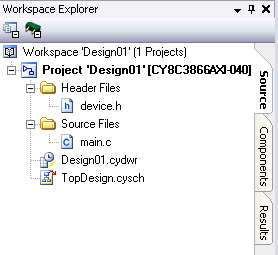 Workspace Explorer
Workspace 'Design01' (1 Projects)
Project 'Design01' [CY8C3866AXI-040]
Header Files
device.h
Source Files
main.c
Design01.cydwr
TopDesign.cysch
Source
Components
Results